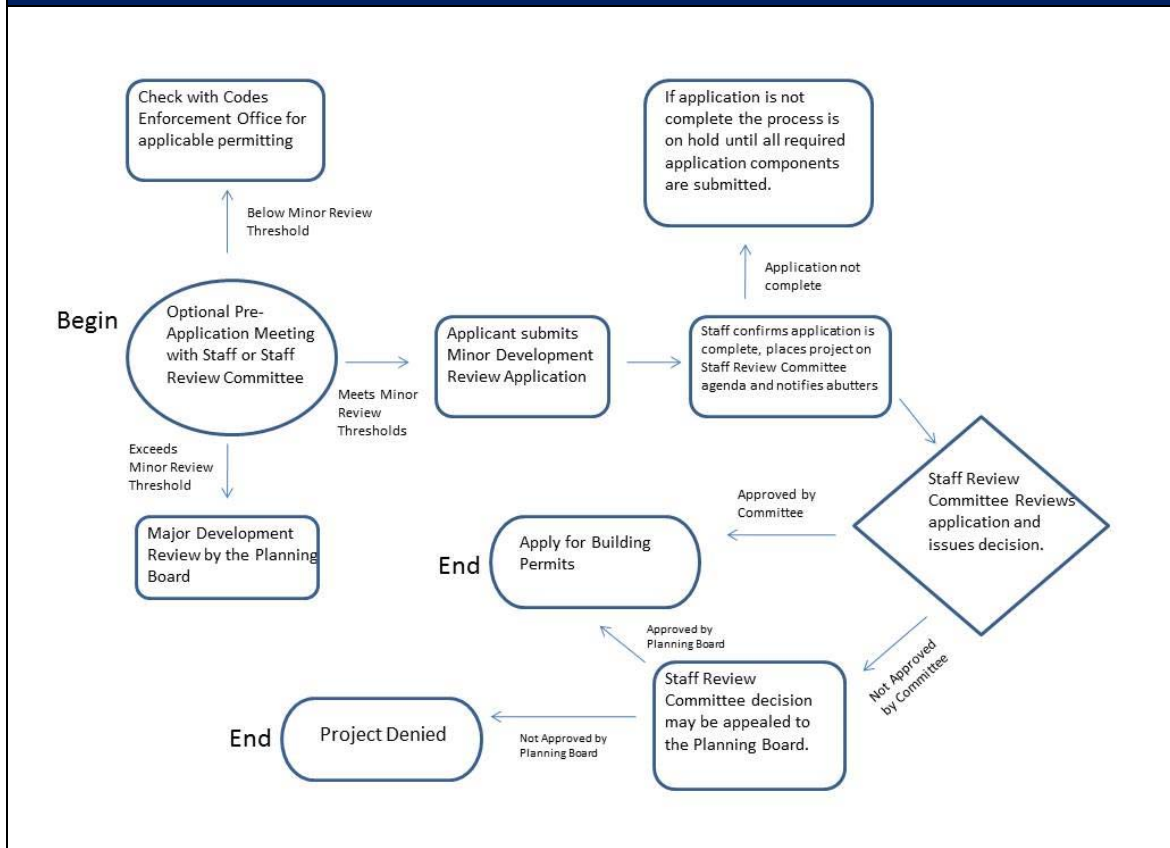 Check with Codes
Enforcement Office for
applicable permitting
If application is not
complete the process is
on hold until all required
application components
are submitted.
Below Minor Review
Threshold
Application not
complete
Begin
Optional Pre-
Application Meeting
with Staff or Staff
Review Committee
Meets Minor
Review
Thresholds
Applicant submits
Minor Development
Review Application
Staff confirms application is
complete, places project on
Staff Review Committee
agenda and notifies abutters
Exceeds
Minor Review
Threshold
Major Development
Review by the Planning
Board
Staff Review
Committee Reviews
application and
issues decision.
Approved by
Committee
End
Apply for Building
Permits
Not Approved
by Committee
Approved by
Planning Board
Staff Review
Committee decision
may be appealed to
the Planning Board.
Not Approved by
Planning Board
End
Project Denied